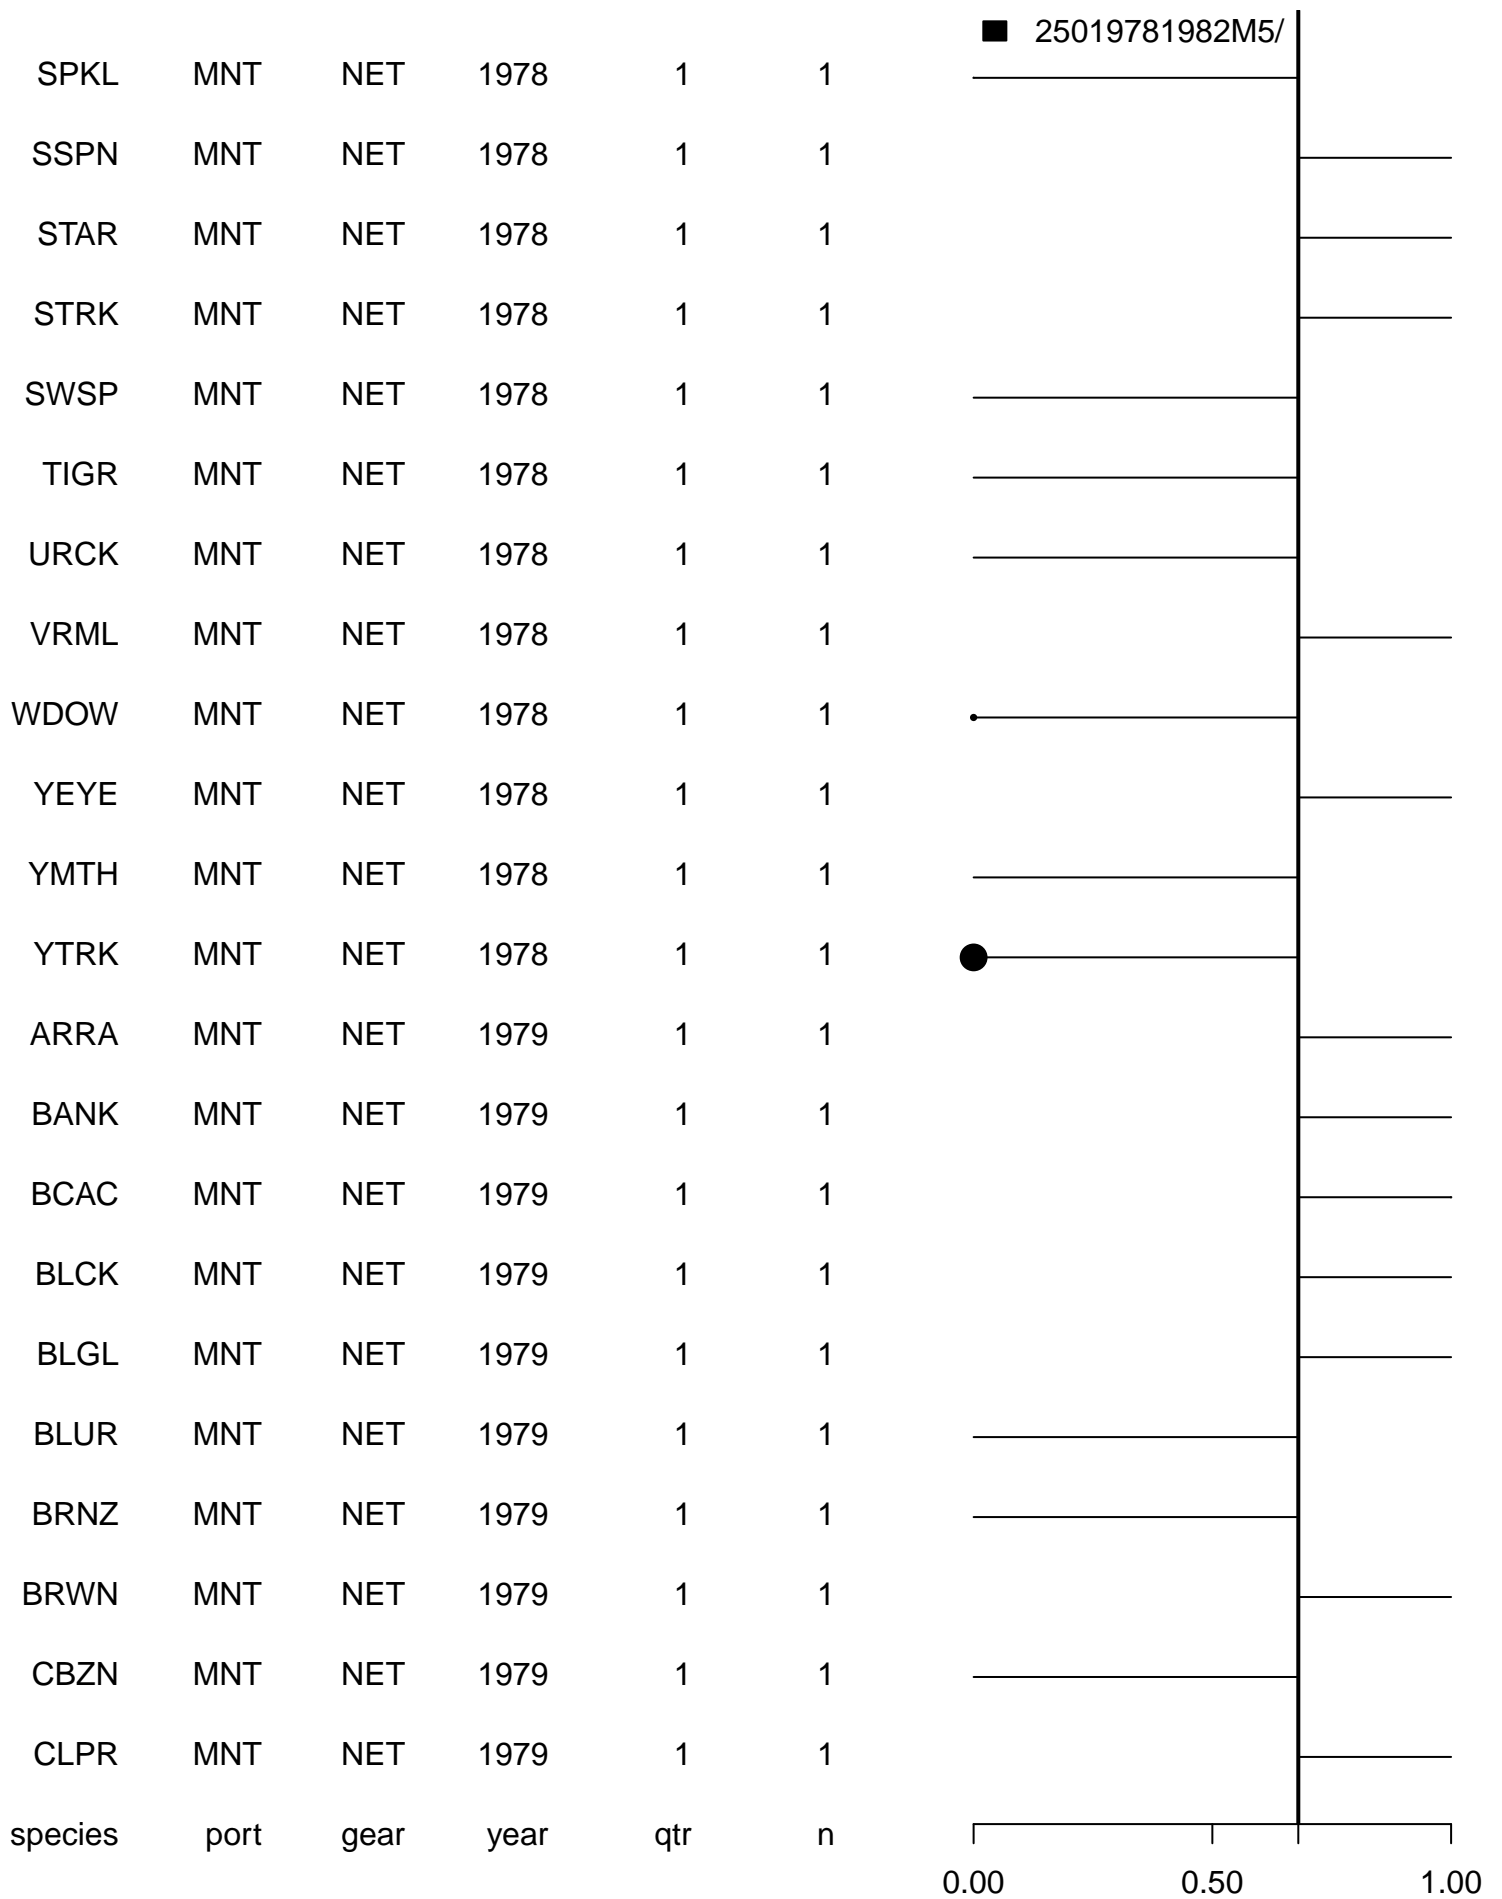 25019781982M5/
SPKL MNT NET 1978 1 1
SSPN MNT NET 1978 1 1
STAR MNT NET 1978 1 1
STRK MNT NET 1978 1 1
SWSP MNT NET 1978 1 1
TIGR MNT NET 1978 1 1
URCK MNT NET 1978 1 1
VRML MNT NET 1978 1 1
WDOW MNT NET 1978 1 1
YEYE MNT NET 1978 1 1
YMTH MNT NET 1978 1 1
YTRK MNT NET 1978 1 1
ARRA MNT NET 1979 1 1
BANK MNT NET 1979 1 1
BCAC MNT NET 1979 1 1
BLCK MNT NET 1979 1 1
BLGL MNT NET 1979 1 1
BLUR MNT NET 1979 1 1
BRNZ MNT NET 1979 1 1
BRWN MNT NET 1979 1 1
CBZN MNT NET 1979 1 1
CLPR MNT NET 1979 1 1
species port gear year qtr n
0.00 0.50 1.00